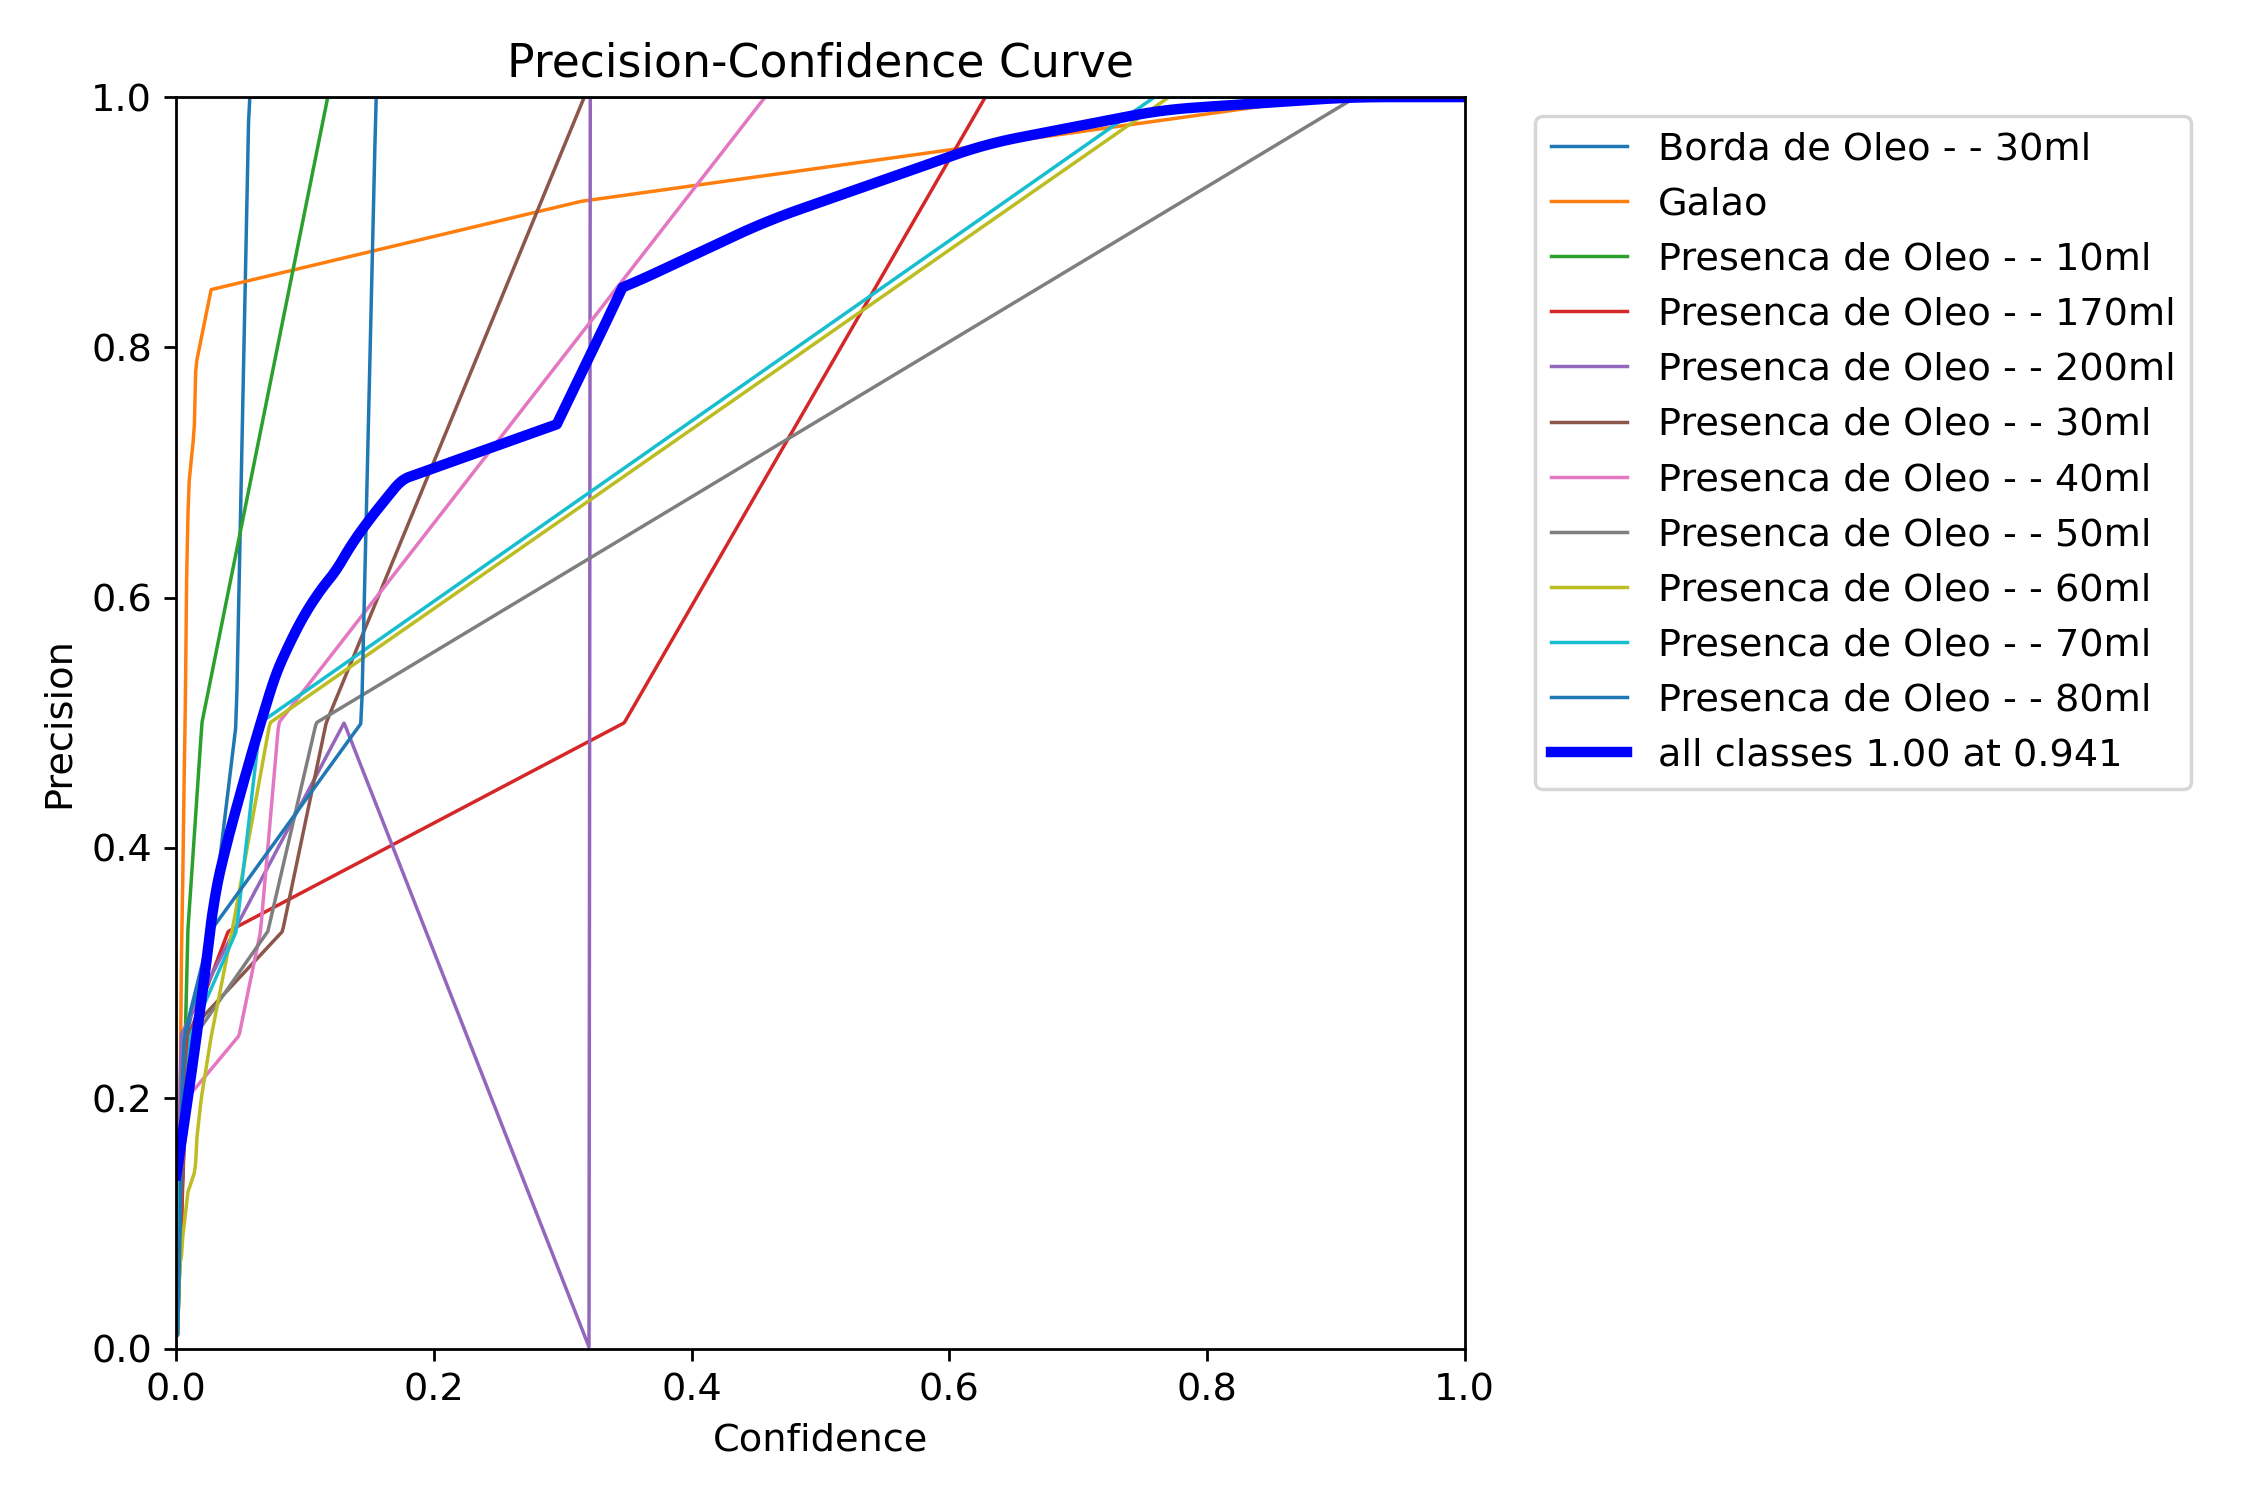 Precision-Confidence Curve
1.0
0.8
0.6
0.4
0.2
0.0
Precision
0.0 0.2 0.4 0.6 0.8 1.0
Confidence
Borda de Oleo - - 30ml
Galao
Presenca de Oleo - - 10ml
Presenca de Oleo - - 170ml
Presenca de Oleo - - 200ml
Presenca de Oleo - - 30ml
Presenca de Oleo - - 40ml
Presenca de Oleo - - 50ml
Presenca de Oleo - - 60ml
Presenca de Oleo - - 70ml
Presenca de Oleo - - 80ml
all classes 1.00 at 0.941